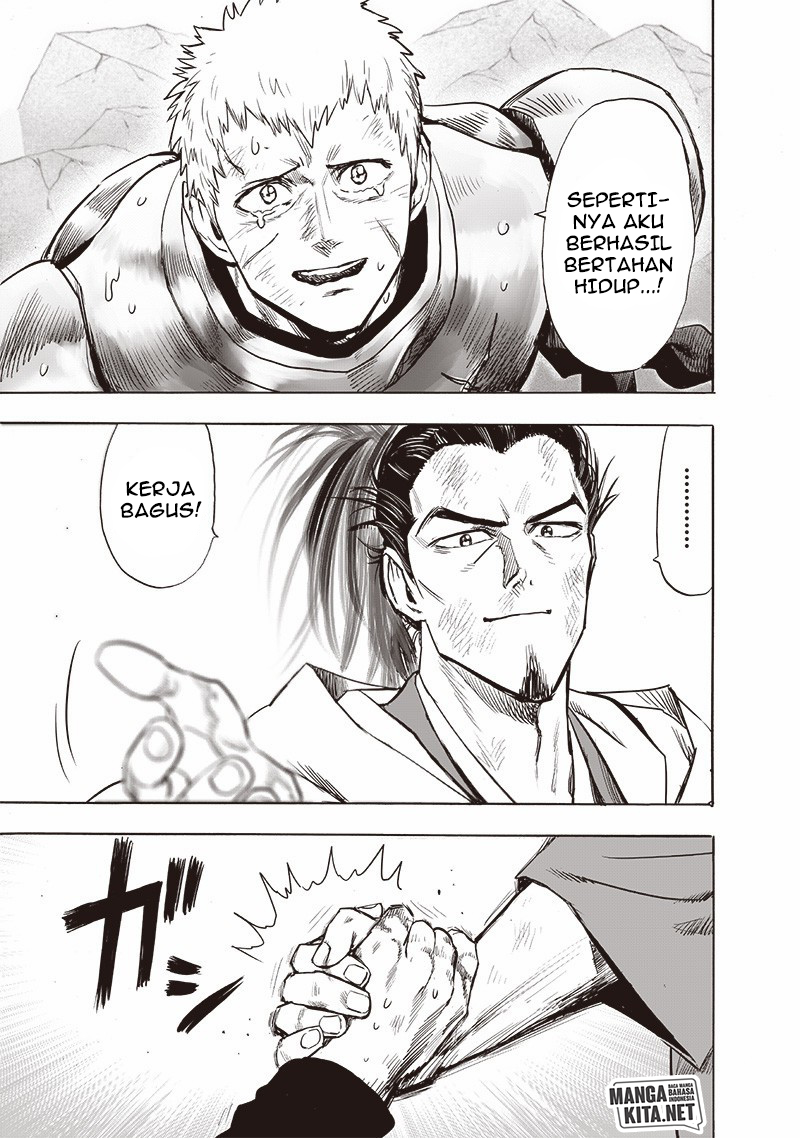 SEPERTI-
NYA AKU
BERHASIL
BERTAHAN
HIDUP...!
..........
KERJA
BAGUS!
ガシ
MANGA
BACA MANGA
BAHASA
INDONESIA
KITA.NET